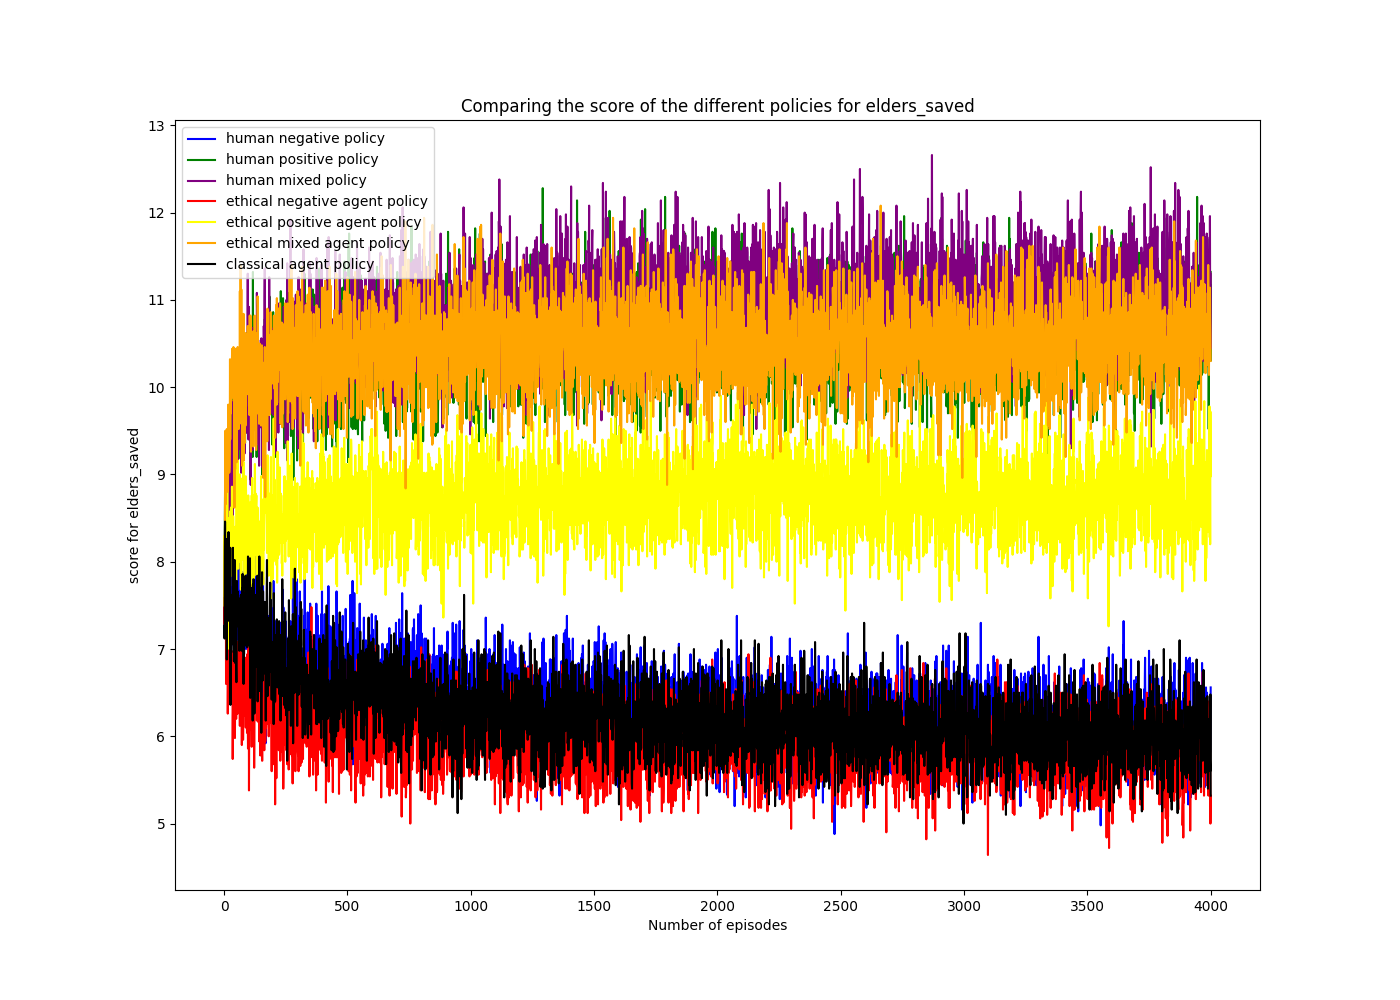 Comparing the score of the different policies for elders_saved
13
12
11
10
9
8
7
6
5
score for elders_saved
human negative policy
human positive policy
human mixed policy
ethical negative agent policy
ethical positive agent policy
ethical mixed agent policy
classical agent policy
0 500 1000 1500 2000 2500 3000 3500 4000
Number of episodes